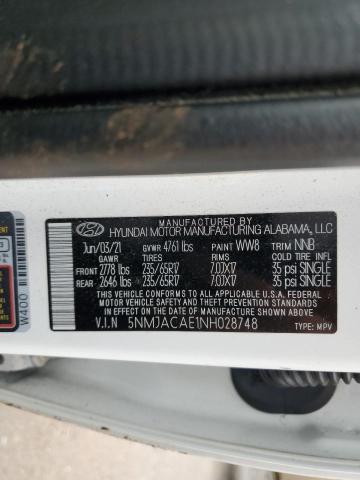 MANUFACTURED BY
HYUNDAI MOTOR MANUFACTURING ALABAMA, LLC
Jun/03/21 GVWR 4761 lbs PAINT WW8 TRIM NNB
GAWR TIRES RIMS COLD TIRE INFL
FRONT 2778 lbs 235/65R17 7.0JX17 35 psi SINGLE
REAR 2646 lbs 235/65R17 7.0JX17 35 psi SINGLE
THIS VEHICLE CONFORMS TO ALL APPLICABLE
U.S. FEDERAL MOTOR VEHICLE SAFETY, BUMPER,
AND THEFT PREVENTION STANDARDS IN
EFFECT ON THE DATE OF MANUFACTURE SHOWN ABOVE.
V.I.N 5NMJACAE1NH028748 TYPE: MPV
W400